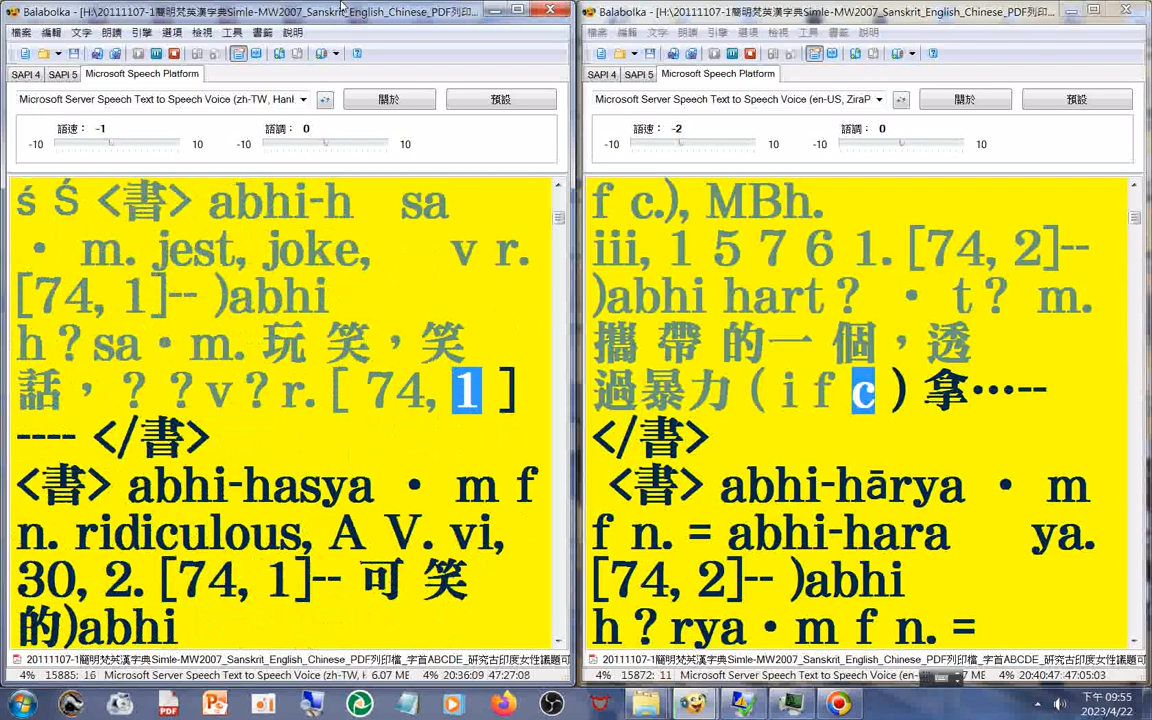 Balabolka - [H:\20111107-1簡明梵英漢字典Simle-MW2007_Sanskrit_English_Chinese_PDF列印
檔案 編輯 文字 朗讀 引擎 選項 檢視 工具 書籤 說明
SAPI 4 SAPI 5 Microsoft Speech Platform
Microsoft Server Speech Text to Speech Voice (zh-TW, HanH 關於 預設
語速： -1 語調： 0
-10 10 -10 10
ś Ś <書> abhi-h sa
• m. jest, joke, v r.
[74, 1]-- )abhi
h？sa•m. 玩 笑，笑
話，？？v？r. [ 74, 1 ]
---- </書>
<書> abhi-hasya • m f
n. ridiculous, A V. vi,
30, 2. [74, 1]-- 可 笑
的)abhi
20111107-1簡明梵英漢字典Simle-MW2007_Sanskrit_English_Chinese_PDF列印檔_字首ABCDE_研究古印度女性議題可
4% 15885: 16 Microsoft Server Speech Text to Speech Voice (zh-TW, H 6.07 MB 4% 20:36:09 47:27:08
Balabolka - [H:\20111107-1簡明梵英漢字典Simle-MW2007_Sanskrit_English_Chinese_PDF列印
檔案 編輯 文字 朗讀 引擎 選項 檢視 工具 書籤 說明
SAPI 4 SAPI 5 Microsoft Speech Platform
Microsoft Server Speech Text to Speech Voice (en-US, ZiraP 關於 預設
語速： -2 語調： 0
-10 10 -10 10
f c.), MBh.
iii, 1 5 7 6 1. [74, 2]--
)abhi hart？ • t？ m.
攜 帶 的一 個，透
過暴力 ( i f c ) 拿…--
</書>
<書> abhi-hārya • m
f n. = abhi-hara ya.
[74, 2]-- )abhi
h？rya•m f n. =
20111107-1簡明梵英漢字典Simle-MW2007_Sanskrit_English_Chinese_PDF列印檔_字首ABCDE_研究古印度女性議題可
4% 15872: 11 Microsoft Server Speech Text to Speech Voice (en-us 4% 20:40:47 47:05:03
下午 09:55
2023/4/22